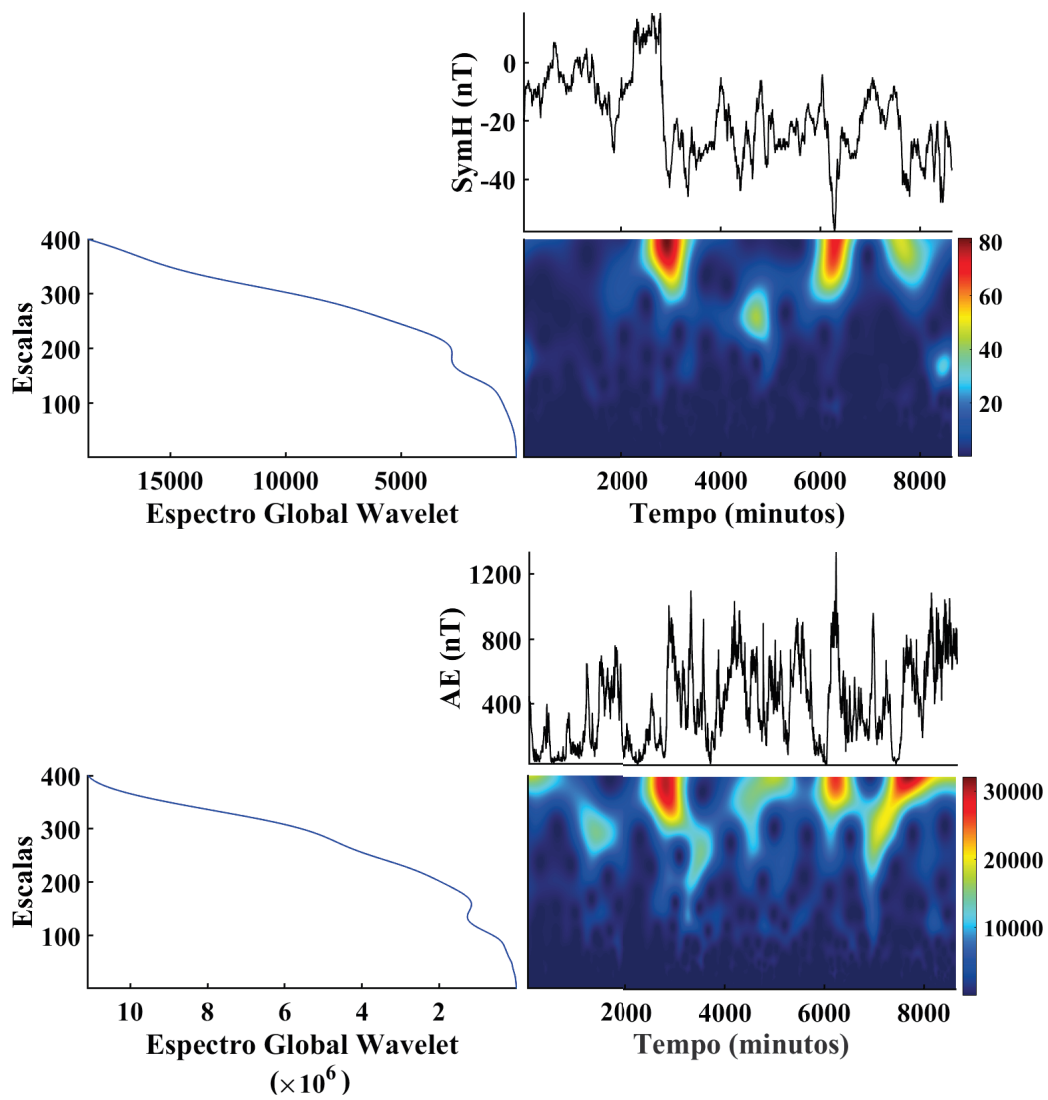 SymH (nT)
0
-20
-40
Escalas
400
300
200
100
15000 10000 5000
Espectro Global Wavelet
80
60
40
20
2000 4000 6000 8000
Tempo (minutos)
AE (nT)
1200
800
400
Escalas
400
300
200
100
10 8 6 4 2
Espectro Global Wavelet
(×10⁶)
30000
20000
10000
2000 4000 6000 8000
Tempo (minutos)